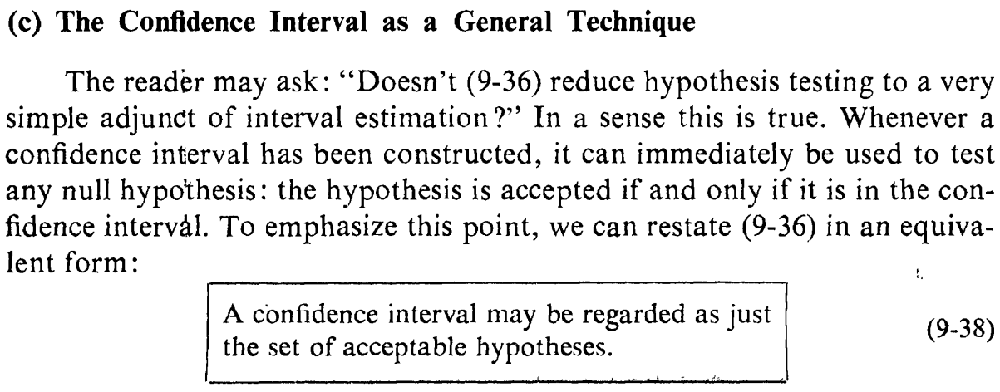 (c) The Confidence Interval as a General Technique
The reader may ask: “Doesn’t (9-36) reduce hypothesis testing to a very
simple adjunct of interval estimation?” In a sense this is true. Whenever a
confidence interval has been constructed, it can immediately be used to test
any null hypothesis: the hypothesis is accepted if and only if it is in the con-
fidence interval. To emphasize this point, we can restate (9-36) in an equiva-
lent form:
A confidence interval may be regarded as just
the set of acceptable hypotheses.
(9-38)